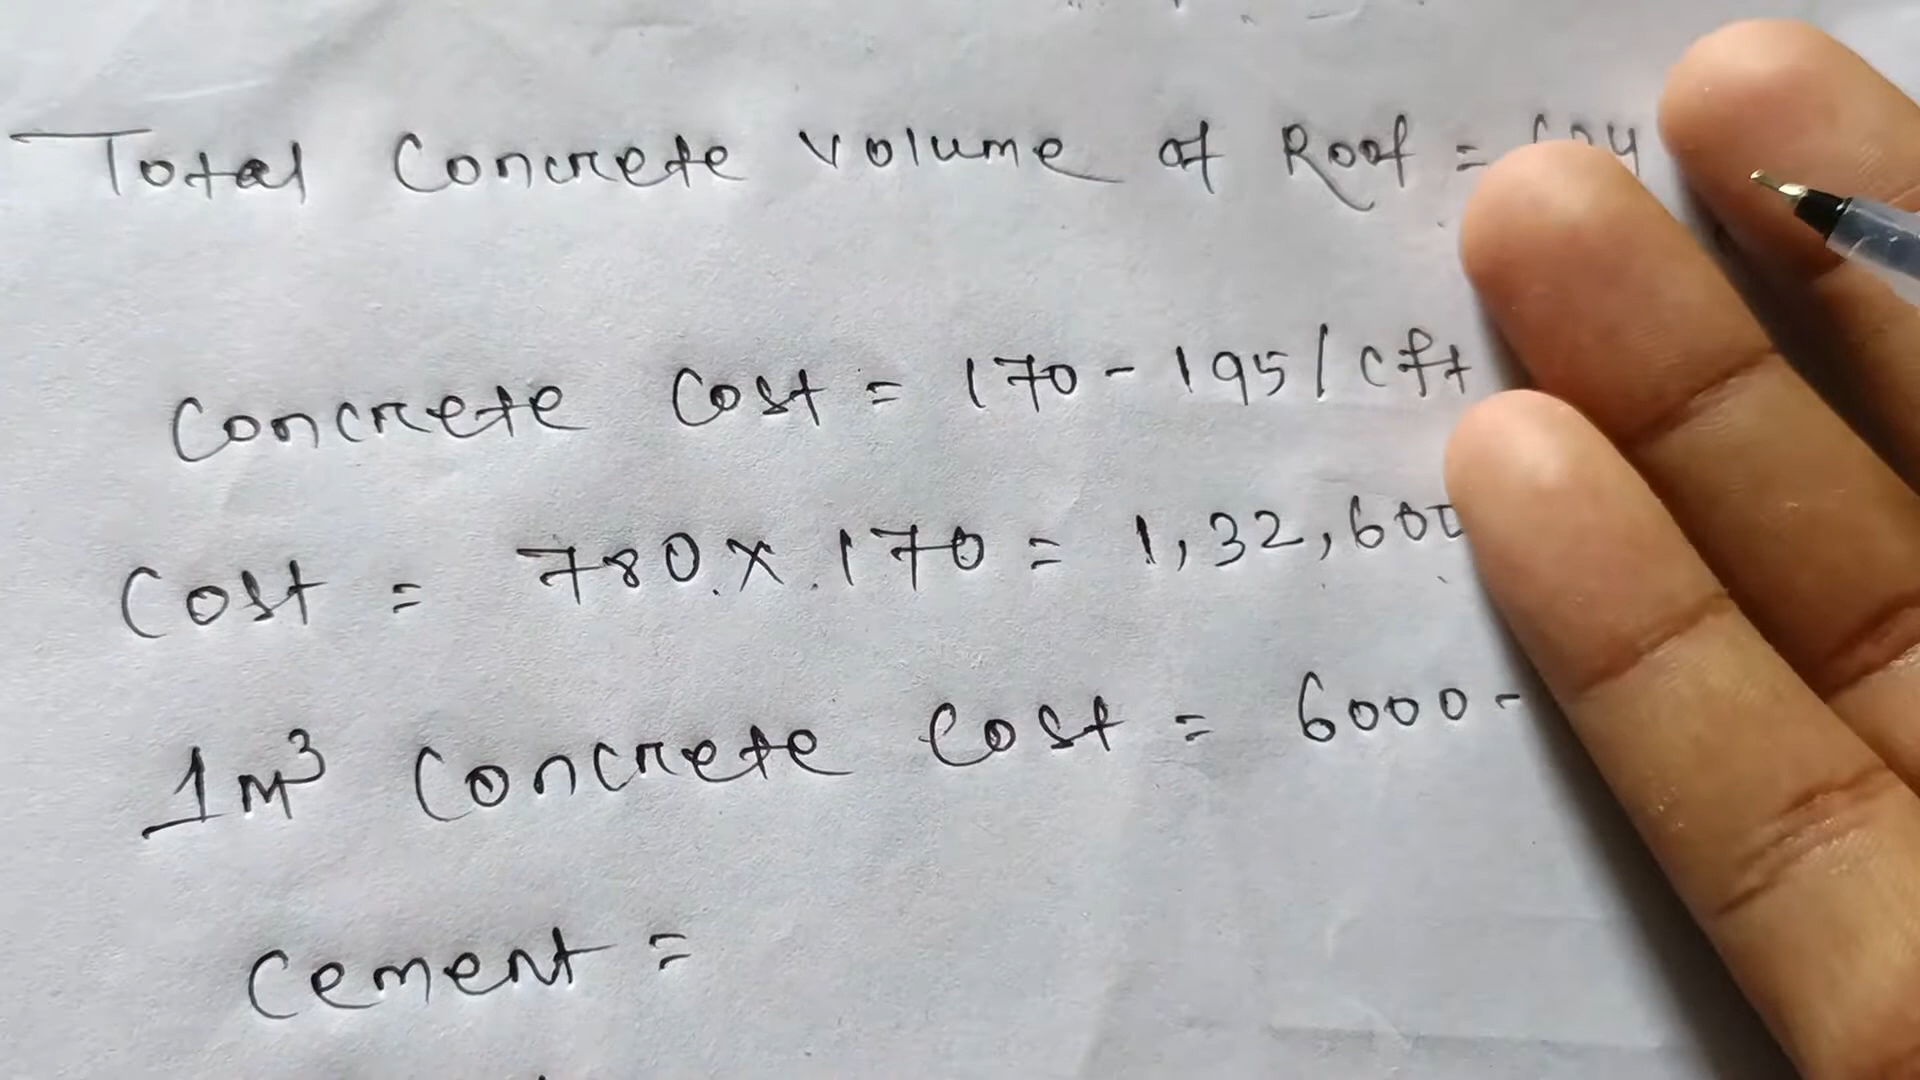 Total Concrete volume of Roof =
Concrete Cost = 170 - 195 / cft
Cost = 780 x 170 = 1,32,600
1m³ Concrete Cost = 6000 -
Cement =